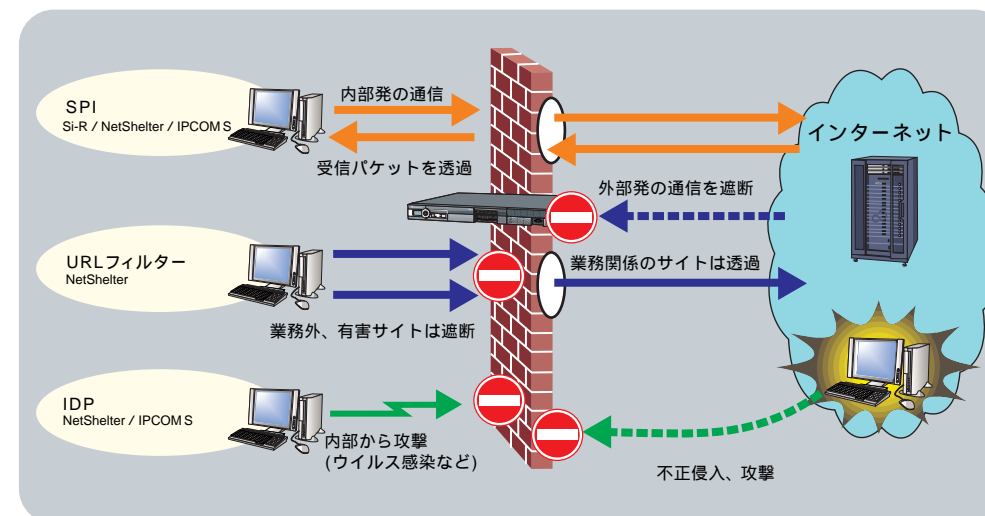 SPI
Si-R / NetShelter / IPCOM S
内部発の通信
受信パケットを透過
インターネット
外部発の通信を遮断
URLフィルター
NetShelter
業務関係のサイトは透過
業務外、有害サイトは遮断
IDP
NetShelter / IPCOM S
内部から攻撃
(ウイルス感染など)
不正侵入、攻撃